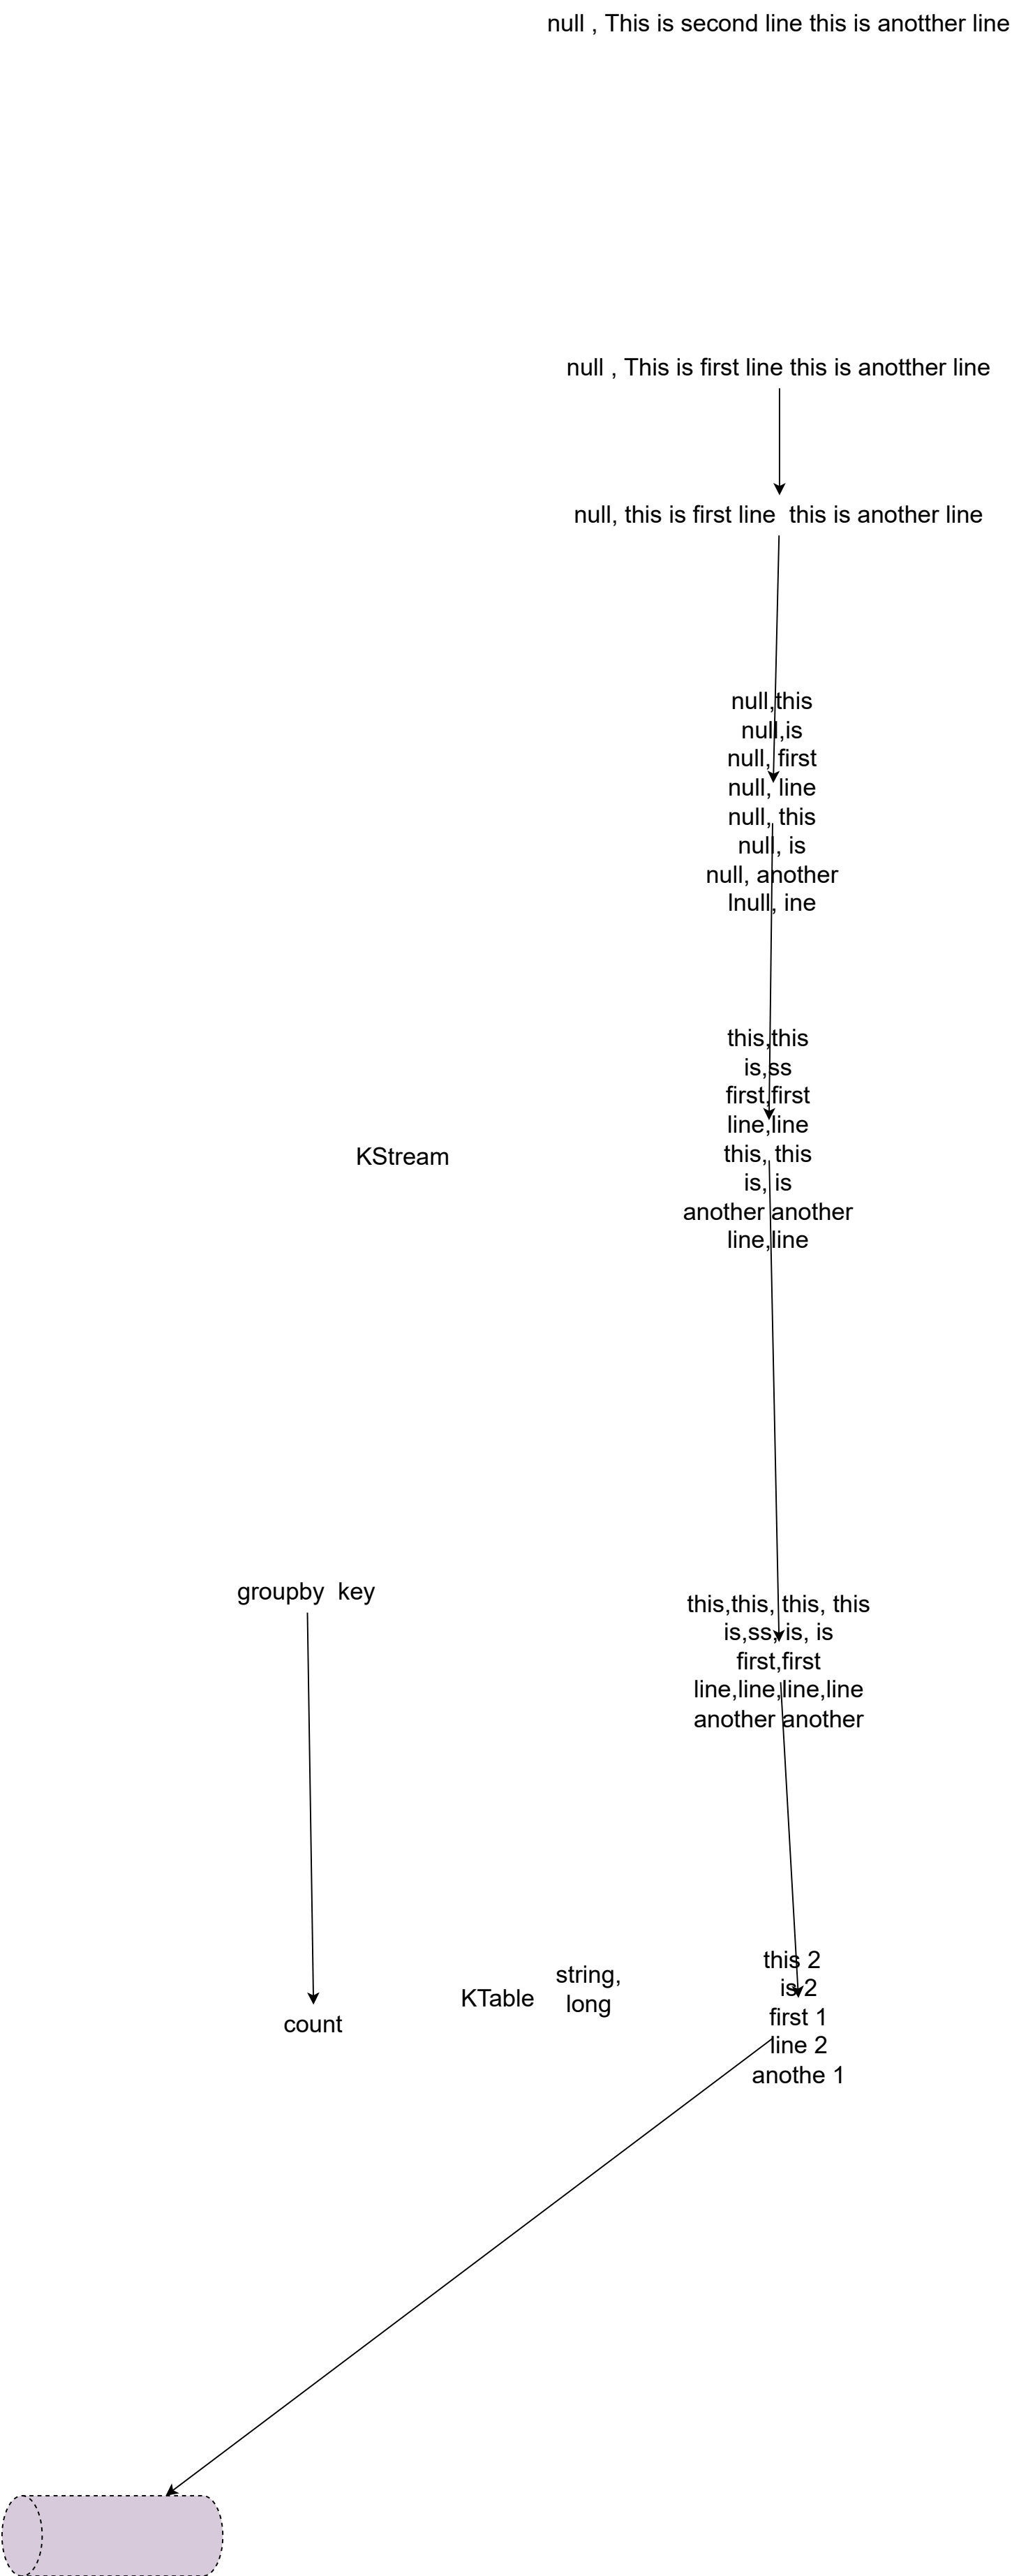 null , This is second line this is anotther line
null , This is first line this is anotther line
null, this is first line  this is another line
null,this
null,is
null, first
null, line
null, this
null, is
null, another
lnull, ine
this,this
is,ss
first,first
line,line
this, this
is, is
another another
line,line
KStream
groupby  key
this,this, this, this
is,ss, is, is
first,first
line,line,line,line
another another
this 2
is 2
first 1
line 2
anothe 1
string,
long
KTable
count